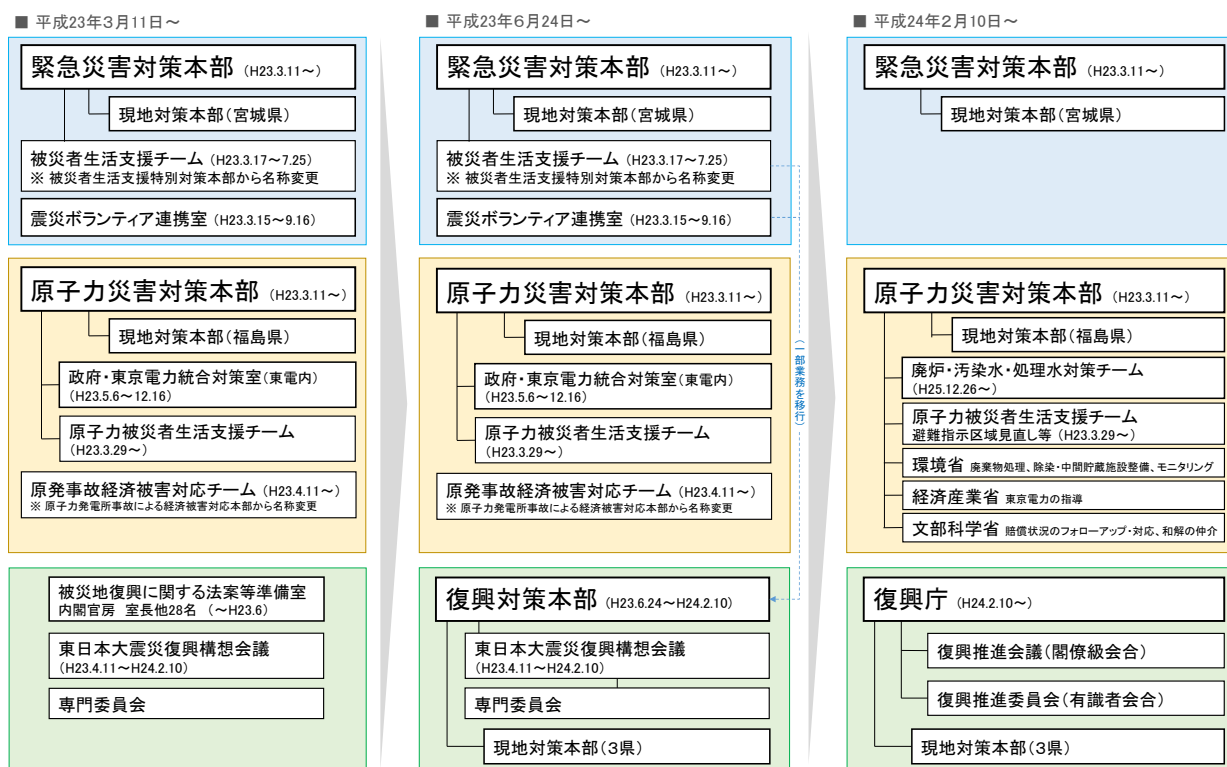 ■ 平成23年3月11日～
緊急災害対策本部 (H23.3.11～)
現地対策本部(宮城県)
被災者生活支援チーム (H23.3.17～7.25)
※ 被災者生活支援特別対策本部から名称変更
震災ボランティア連携室 (H23.3.15～9.16)
原子力災害対策本部 (H23.3.11～)
現地対策本部(福島県)
政府・東京電力統合対策室(東電内)
(H23.5.6～12.16)
原子力被災者生活支援チーム
(H23.3.29～)
原発事故経済被害対応チーム (H23.4.11～)
※ 原子力発電所事故による経済被害対応本部から名称変更
被災地復興に関する法案等準備室
内閣官房 室長他28名 (～H23.6)
東日本大震災復興構想会議
(H23.4.11～H24.2.10)
専門委員会
■ 平成23年6月24日～
緊急災害対策本部 (H23.3.11～)
現地対策本部(宮城県)
被災者生活支援チーム (H23.3.17～7.25)
※ 被災者生活支援特別対策本部から名称変更
震災ボランティア連携室 (H23.3.15～9.16)
原子力災害対策本部 (H23.3.11～)
現地対策本部(福島県)
政府・東京電力統合対策室(東電内)
(H23.5.6～12.16)
原子力被災者生活支援チーム
(H23.3.29～)
原発事故経済被害対応チーム (H23.4.11～)
※ 原子力発電所事故による経済被害対応本部から名称変更
(一部業務を移行)
復興対策本部 (H23.6.24～H24.2.10)
東日本大震災復興構想会議
(H23.4.11～H24.2.10)
専門委員会
現地対策本部(3県)
■ 平成24年2月10日～
緊急災害対策本部 (H23.3.11～)
現地対策本部(宮城県)
原子力災害対策本部 (H23.3.11～)
現地対策本部(福島県)
廃炉・汚染水・処理水対策チーム
(H25.12.26～)
原子力被災者生活支援チーム
避難指示区域見直し等 (H23.3.29～)
環境省 廃棄物処理、除染・中間貯蔵施設整備、モニタリング
経済産業省 東京電力の指導
文部科学省 賠償状況のフォローアップ・対応、和解の仲介
復興庁 (H24.2.10～)
復興推進会議(閣僚級会合)
復興推進委員会(有識者会合)
現地対策本部(3県)